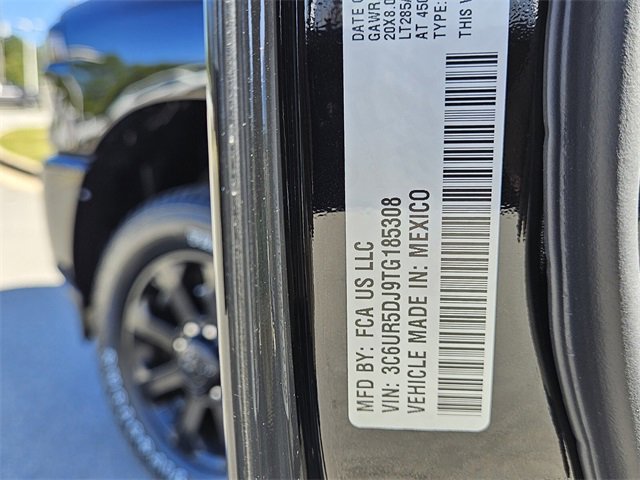 DATE O
GAWR
20X8.0
LT285/
AT 450
TYPE:
THIS V
MFD BY: FCA US LLC
VIN: 3C6UR5DJ9TG185308
VEHICLE MADE IN: MEXICO